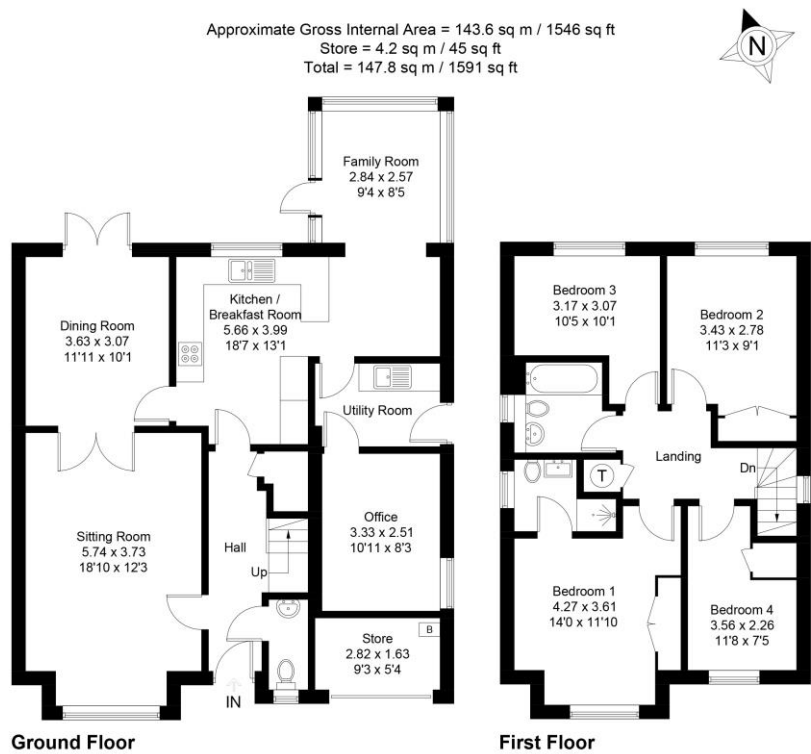 Approximate Gross Internal Area = 143.6 sq m / 1546 sq ft
Store = 4.2 sq m / 45 sq ft
Total = 147.8 sq m / 1591 sq ft
N
Family Room
2.84 x 2.57
9'4 x 8'5
Kitchen /
Breakfast Room
5.66 x 3.99
18'7 x 13'1
Dining Room
3.63 x 3.07
11'11 x 10'1
Utility Room
Sitting Room
5.74 x 3.73
18'10 x 12'3
Hall
Up
Office
3.33 x 2.51
10'11 x 8'3
Store
2.82 x 1.63
9'3 x 5'4
B
IN
Ground Floor
Bedroom 3
3.17 x 3.07
10'5 x 10'1
Bedroom 2
3.43 x 2.78
11'3 x 9'1
Landing
Dn
T
Bedroom 1
4.27 x 3.61
14'0 x 11'10
Bedroom 4
3.56 x 2.26
11'8 x 7'5
First Floor